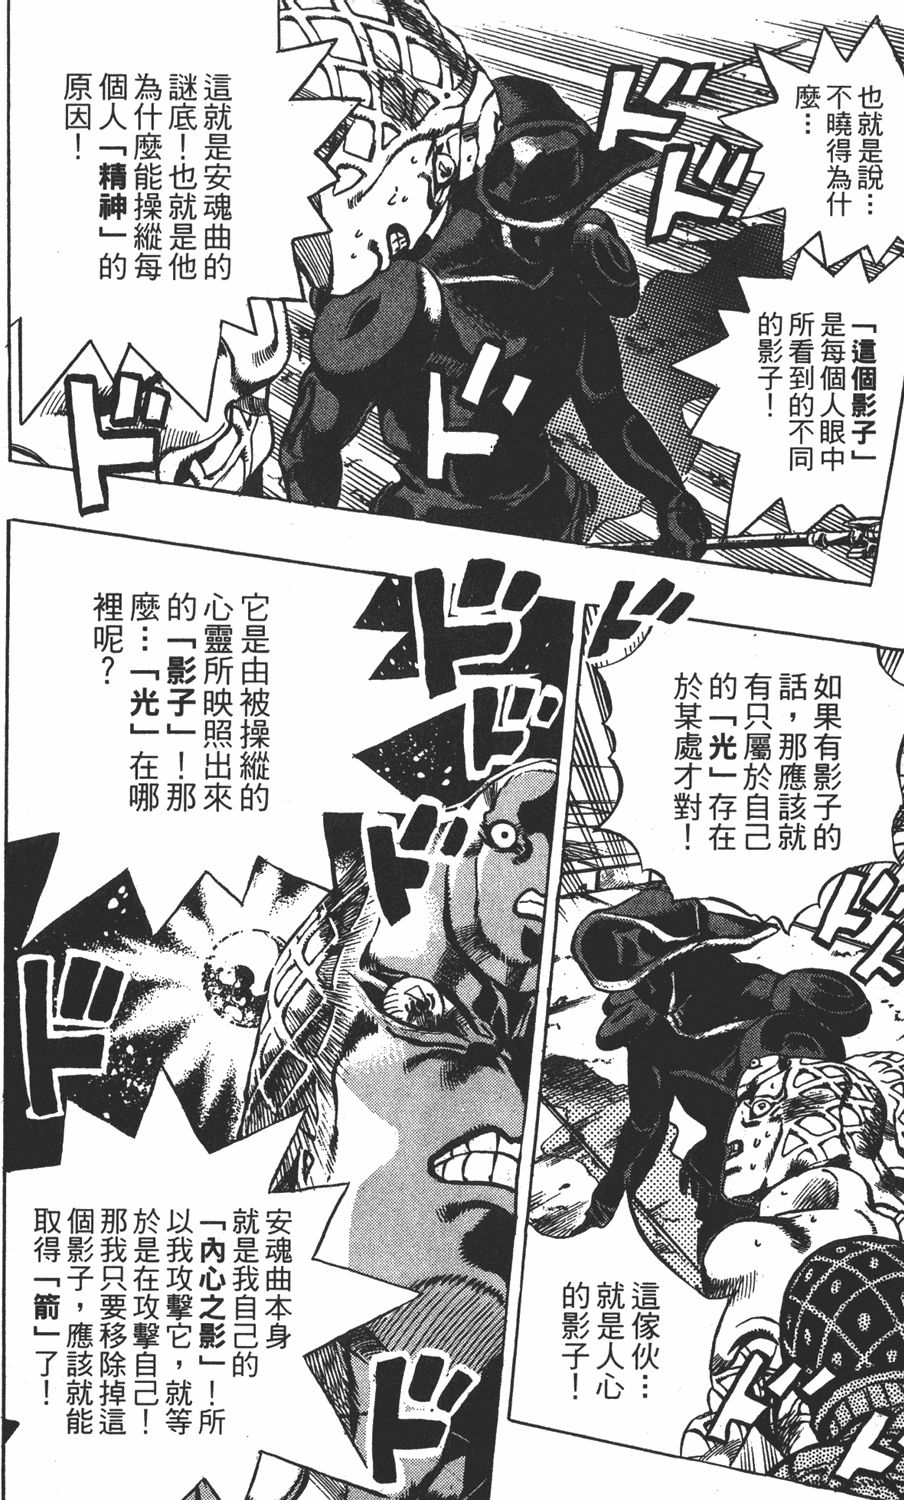 也就是說…
不曉得為什
麼…
「這個影子」
是每個人眼中
所看到的不同
的影子！
這就是安魂曲的
謎底！也就是他
為什麼能操縱每
個人「精神」的
原因！
ドド
ド
ド
如果有影子的
話，那應該就
有只屬於自己
的「光」存在
於某處才對！
這傢伙…
就是人心
的影子！
ド
ドド
ド
它是由被操縱的
心靈所映照出來
的「影子」！那
麼…「光」在哪
裡呢？
安魂曲本身
就是我自己的
「內心之影」！所
以我攻擊它，就等
於是在攻擊自己！
那我只要移除掉這
個影子，應該就能
取得「箭」了！
ド
ド
ド
ド
ドド